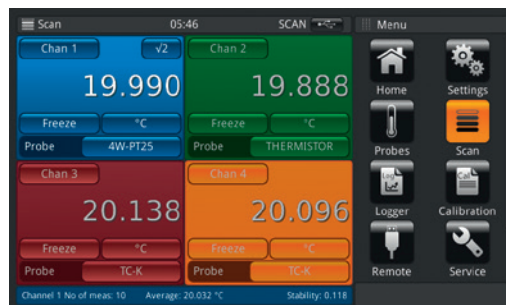 Scan 05:46 SCAN Menu
Chan 1 √2 Chan 2
19.990 19.888
Freeze °C Freeze °C
Probe 4W-PT25 Probe THERMISTOR
Chan 3 Chan 4
20.138 20.096
Freeze °C Freeze °C
Probe TC-K Probe TC-K
Channel 1 No of meas: 10 Average: 20.032 °C Stability: 0.118
Home Settings
Probes Scan
Log
Cal
Logger Calibration
Remote Service